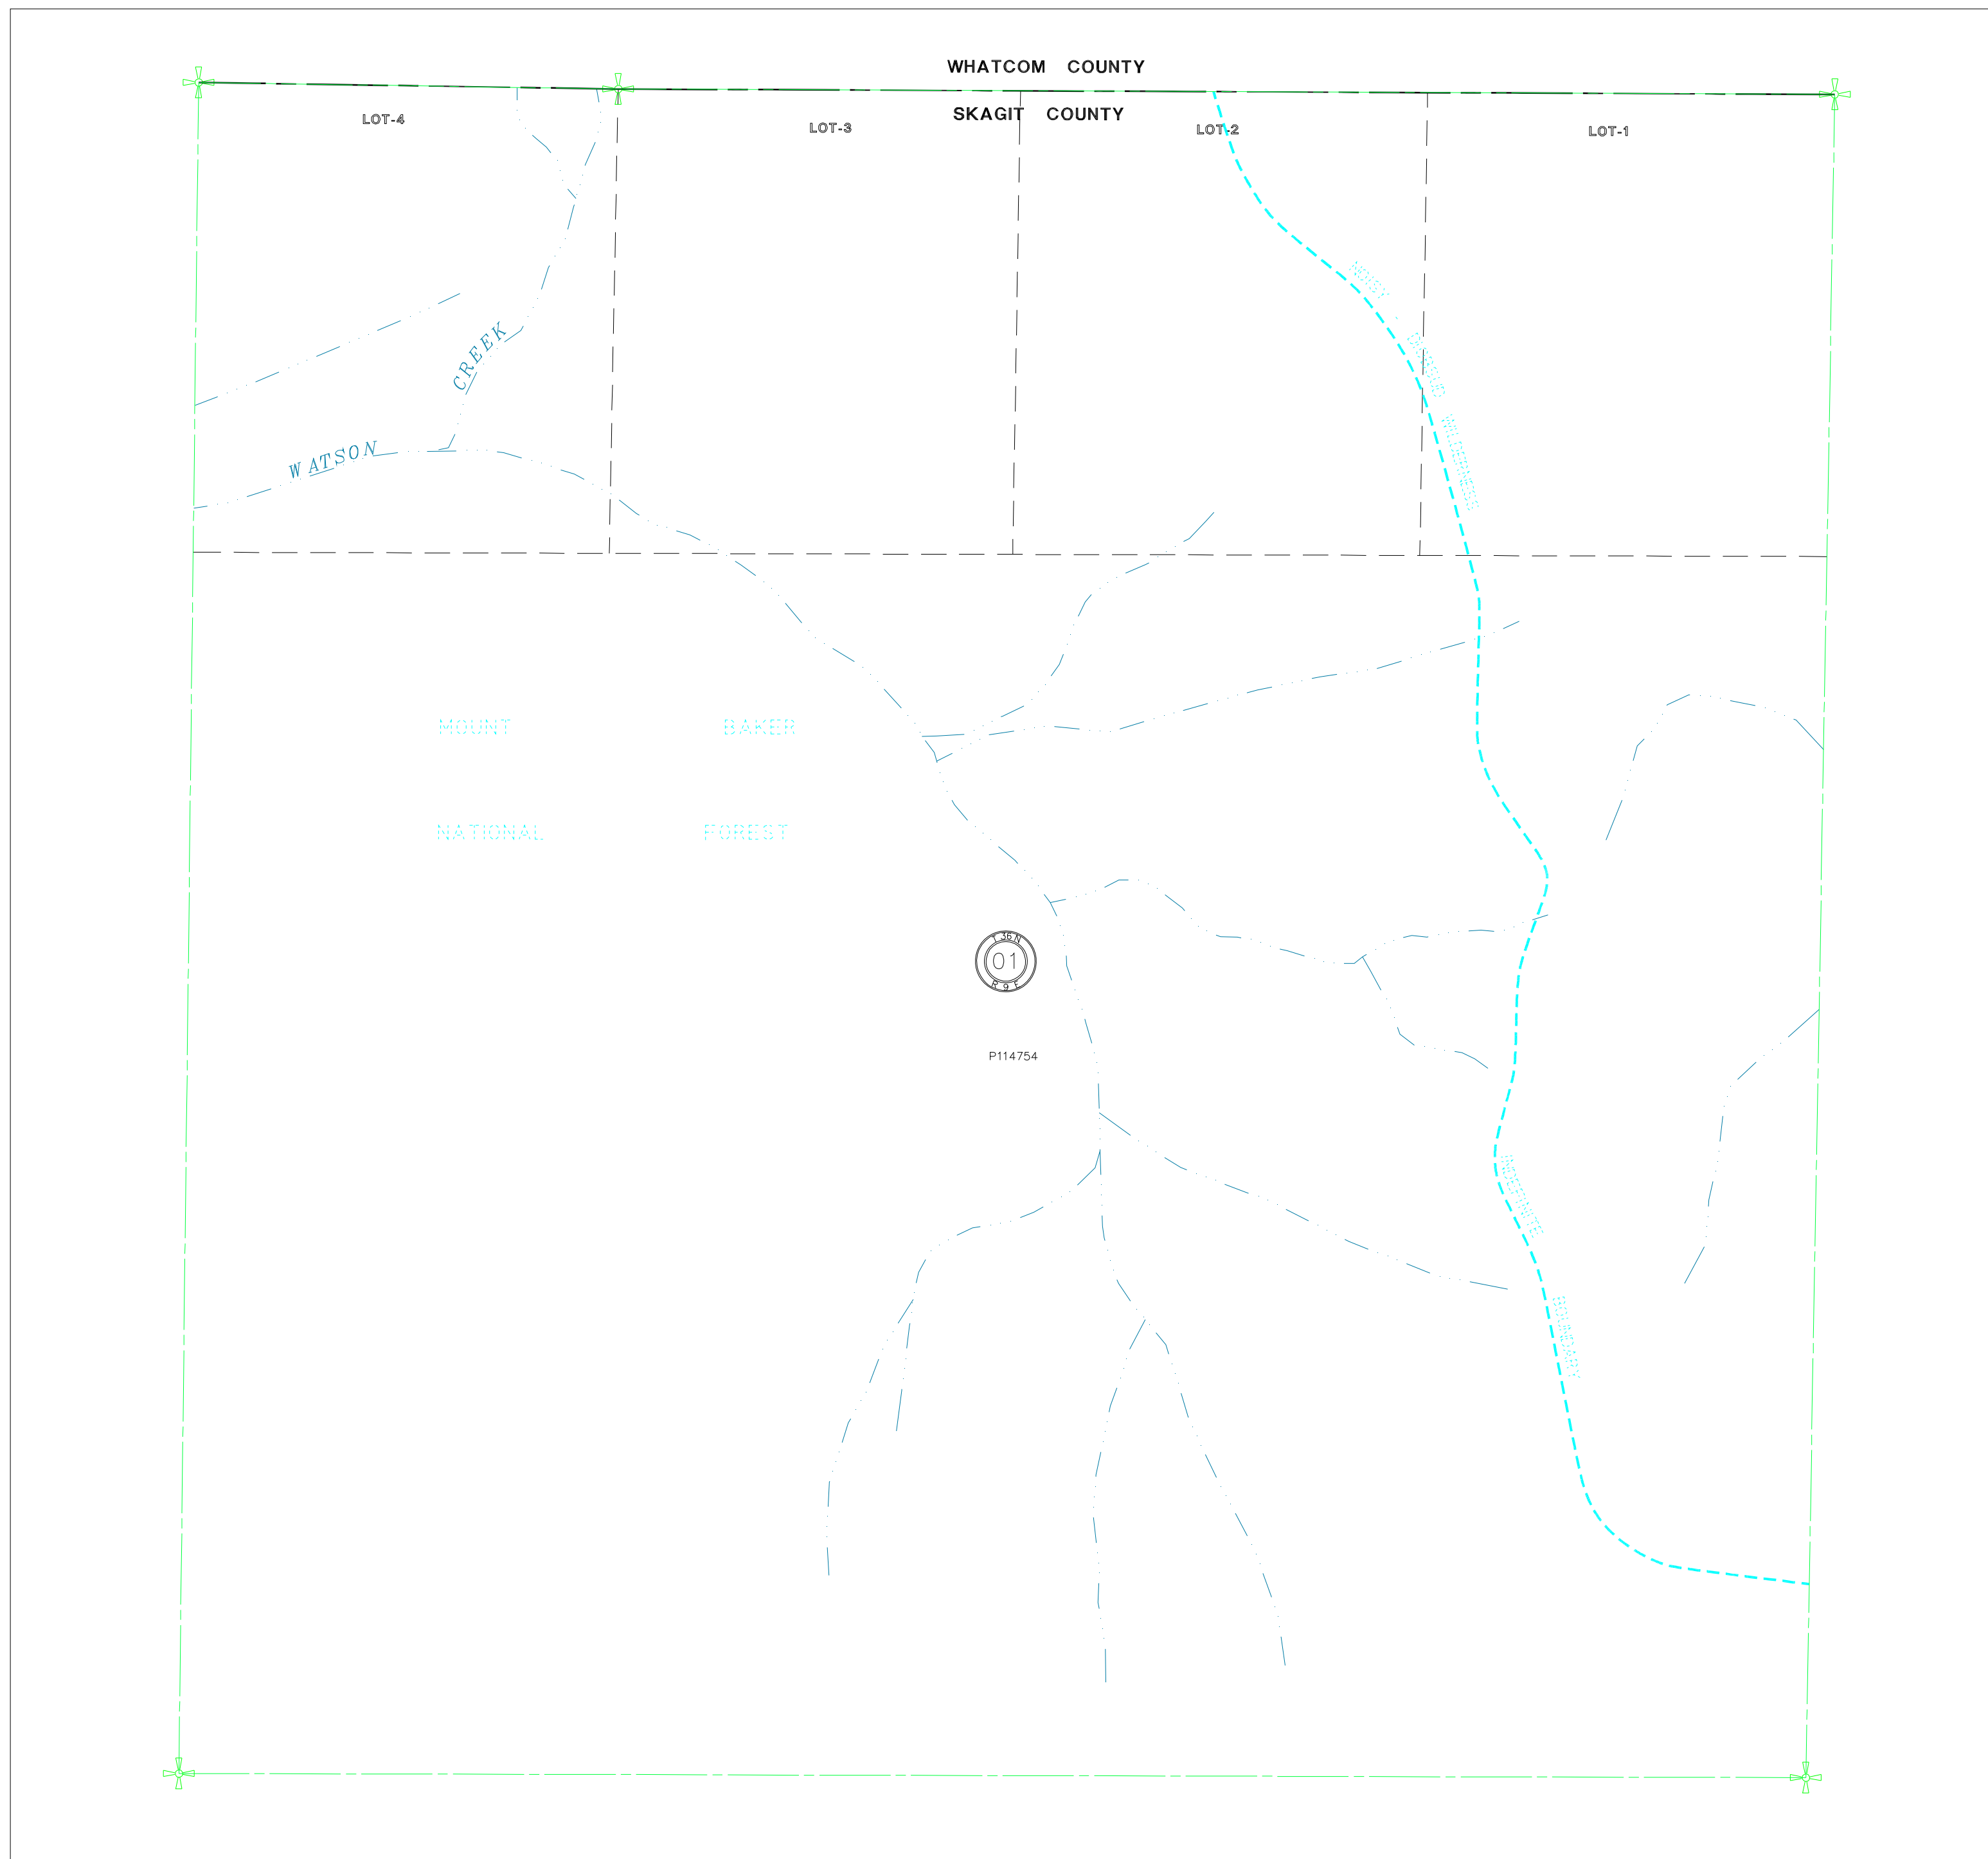 WHATCOM COUNTY
SKAGIT COUNTY
LOT-4
LOT-3
LOT-2
LOT-1
CREEK
WATSON
MOUNT BAKER
NATIONAL FOREST
T36N
01
R9E
P114754